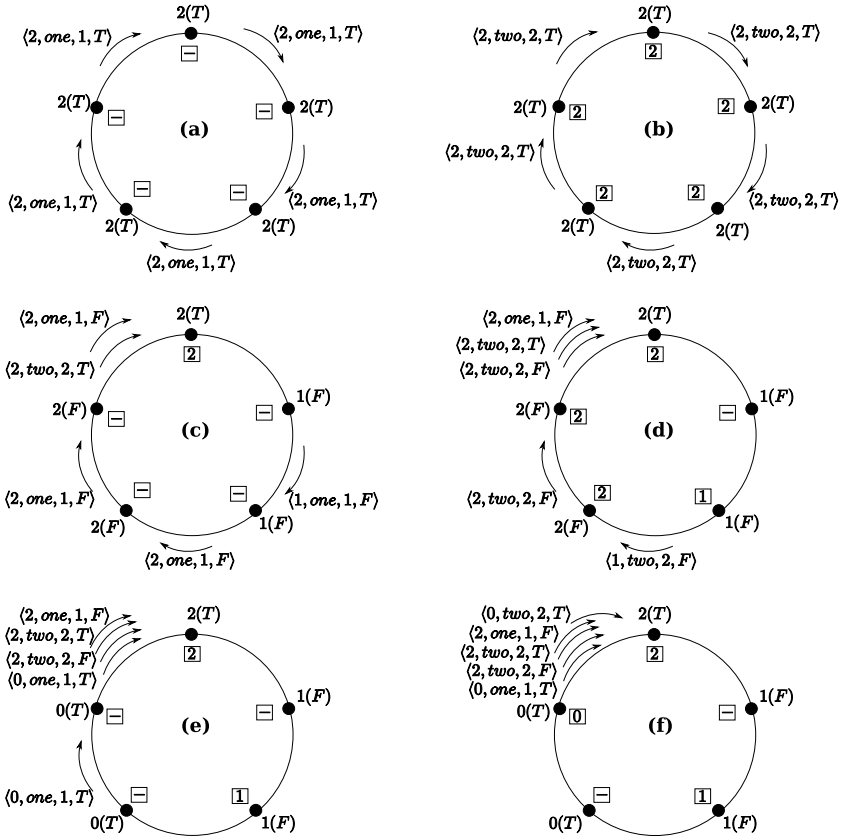 2(T)
⟨2, one, 1, T⟩ ⟨2, one, 1, T⟩
−
2(T) − − 2(T)
(a)
⟨2, one, 1, T⟩ − − ⟨2, one, 1, T⟩
2(T) 2(T)
⟨2, one, 1, T⟩
2(T)
⟨2, two, 2, T⟩ ⟨2, two, 2, T⟩
2
2(T) 2 2 2(T)
(b)
⟨2, two, 2, T⟩
2 2 ⟨2, two, 2, T⟩
2(T) 2(T)
⟨2, two, 2, T⟩
⟨2, one, 1, F⟩ 2(T)
⟨2, two, 2, T⟩ 2
1(F)
2(F) − −
(c)
⟨2, one, 1, F⟩ − − ⟨1, one, 1, F⟩
2(F) 1(F)
⟨2, one, 1, F⟩
⟨2, one, 1, F⟩ 2(T)
⟨2, two, 2, T⟩ 2
⟨2, two, 2, F⟩
1(F)
2(F) 2 −
(d)
⟨2, two, 2, F⟩ 2 1
2(F) 1(F)
⟨1, two, 2, F⟩
⟨2, one, 1, F⟩ 2(T)
⟨2, two, 2, T⟩
⟨2, two, 2, F⟩ 2
⟨0, one, 1, T⟩
1(F)
0(T) − −
(e)
⟨0, one, 1, T⟩ − 1
0(T) 1(F)
⟨0, two, 2, T⟩ 2(T)
⟨2, one, 1, F⟩
⟨2, two, 2, T⟩ 2
⟨2, two, 2, F⟩
⟨0, one, 1, T⟩
1(F)
0(T) 0 −
(f)
− 1
0(T) 1(F)